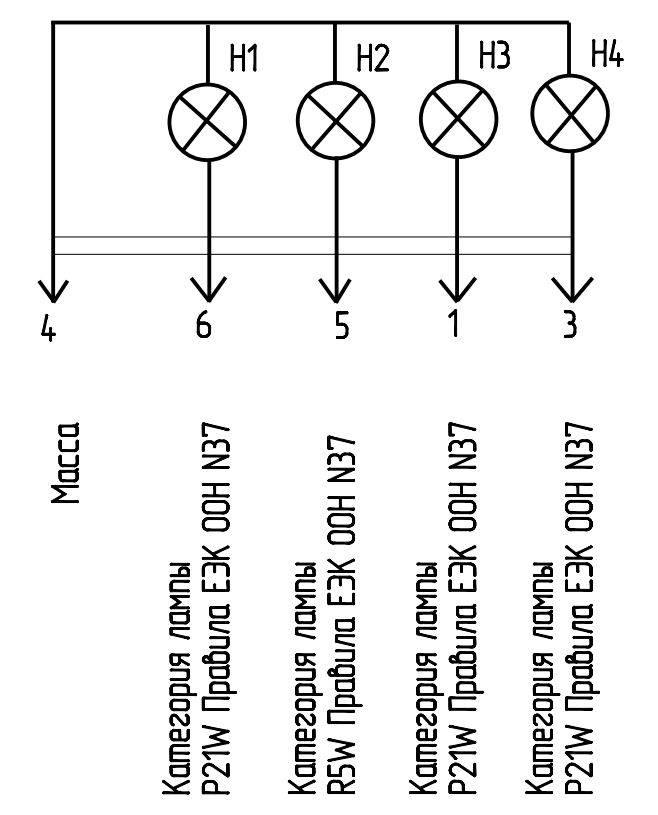 H1
H2
H3
H4
4
6
5
1
3
Масса
Категория лампы
P21W Правила ЕЭК ООН N37
Категория лампы
R5W Правила ЕЭК ООН N37
Категория лампы
P21W Правила ЕЭК ООН N37
Категория лампы
P21W Правила ЕЭК ООН N37